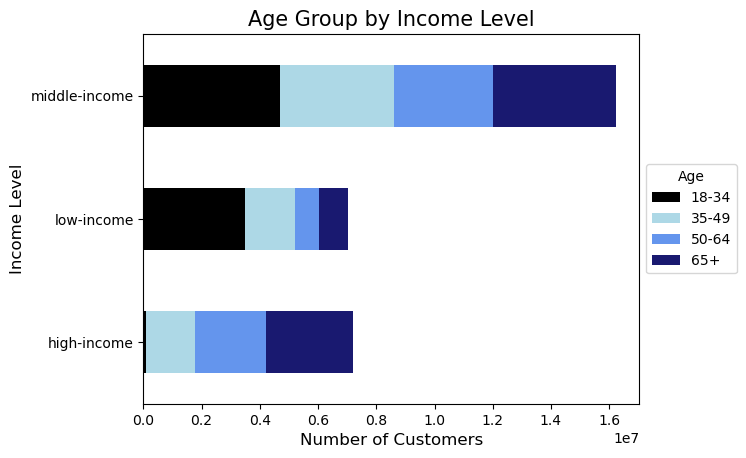 Age Group by Income Level
middle-income
low-income
high-income
Income Level
0.0 0.2 0.4 0.6 0.8 1.0 1.2 1.4 1.6
1e7
Number of Customers
Age
18-34
35-49
50-64
65+